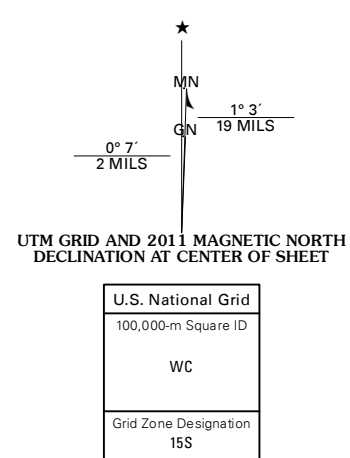 ★
MN
1° 3´
19 MILS
GN
0° 7´
2 MILS
UTM GRID AND 2011 MAGNETIC NORTH
DECLINATION AT CENTER OF SHEET
U.S. National Grid
100,000-m Square ID
WC
Grid Zone Designation
15S